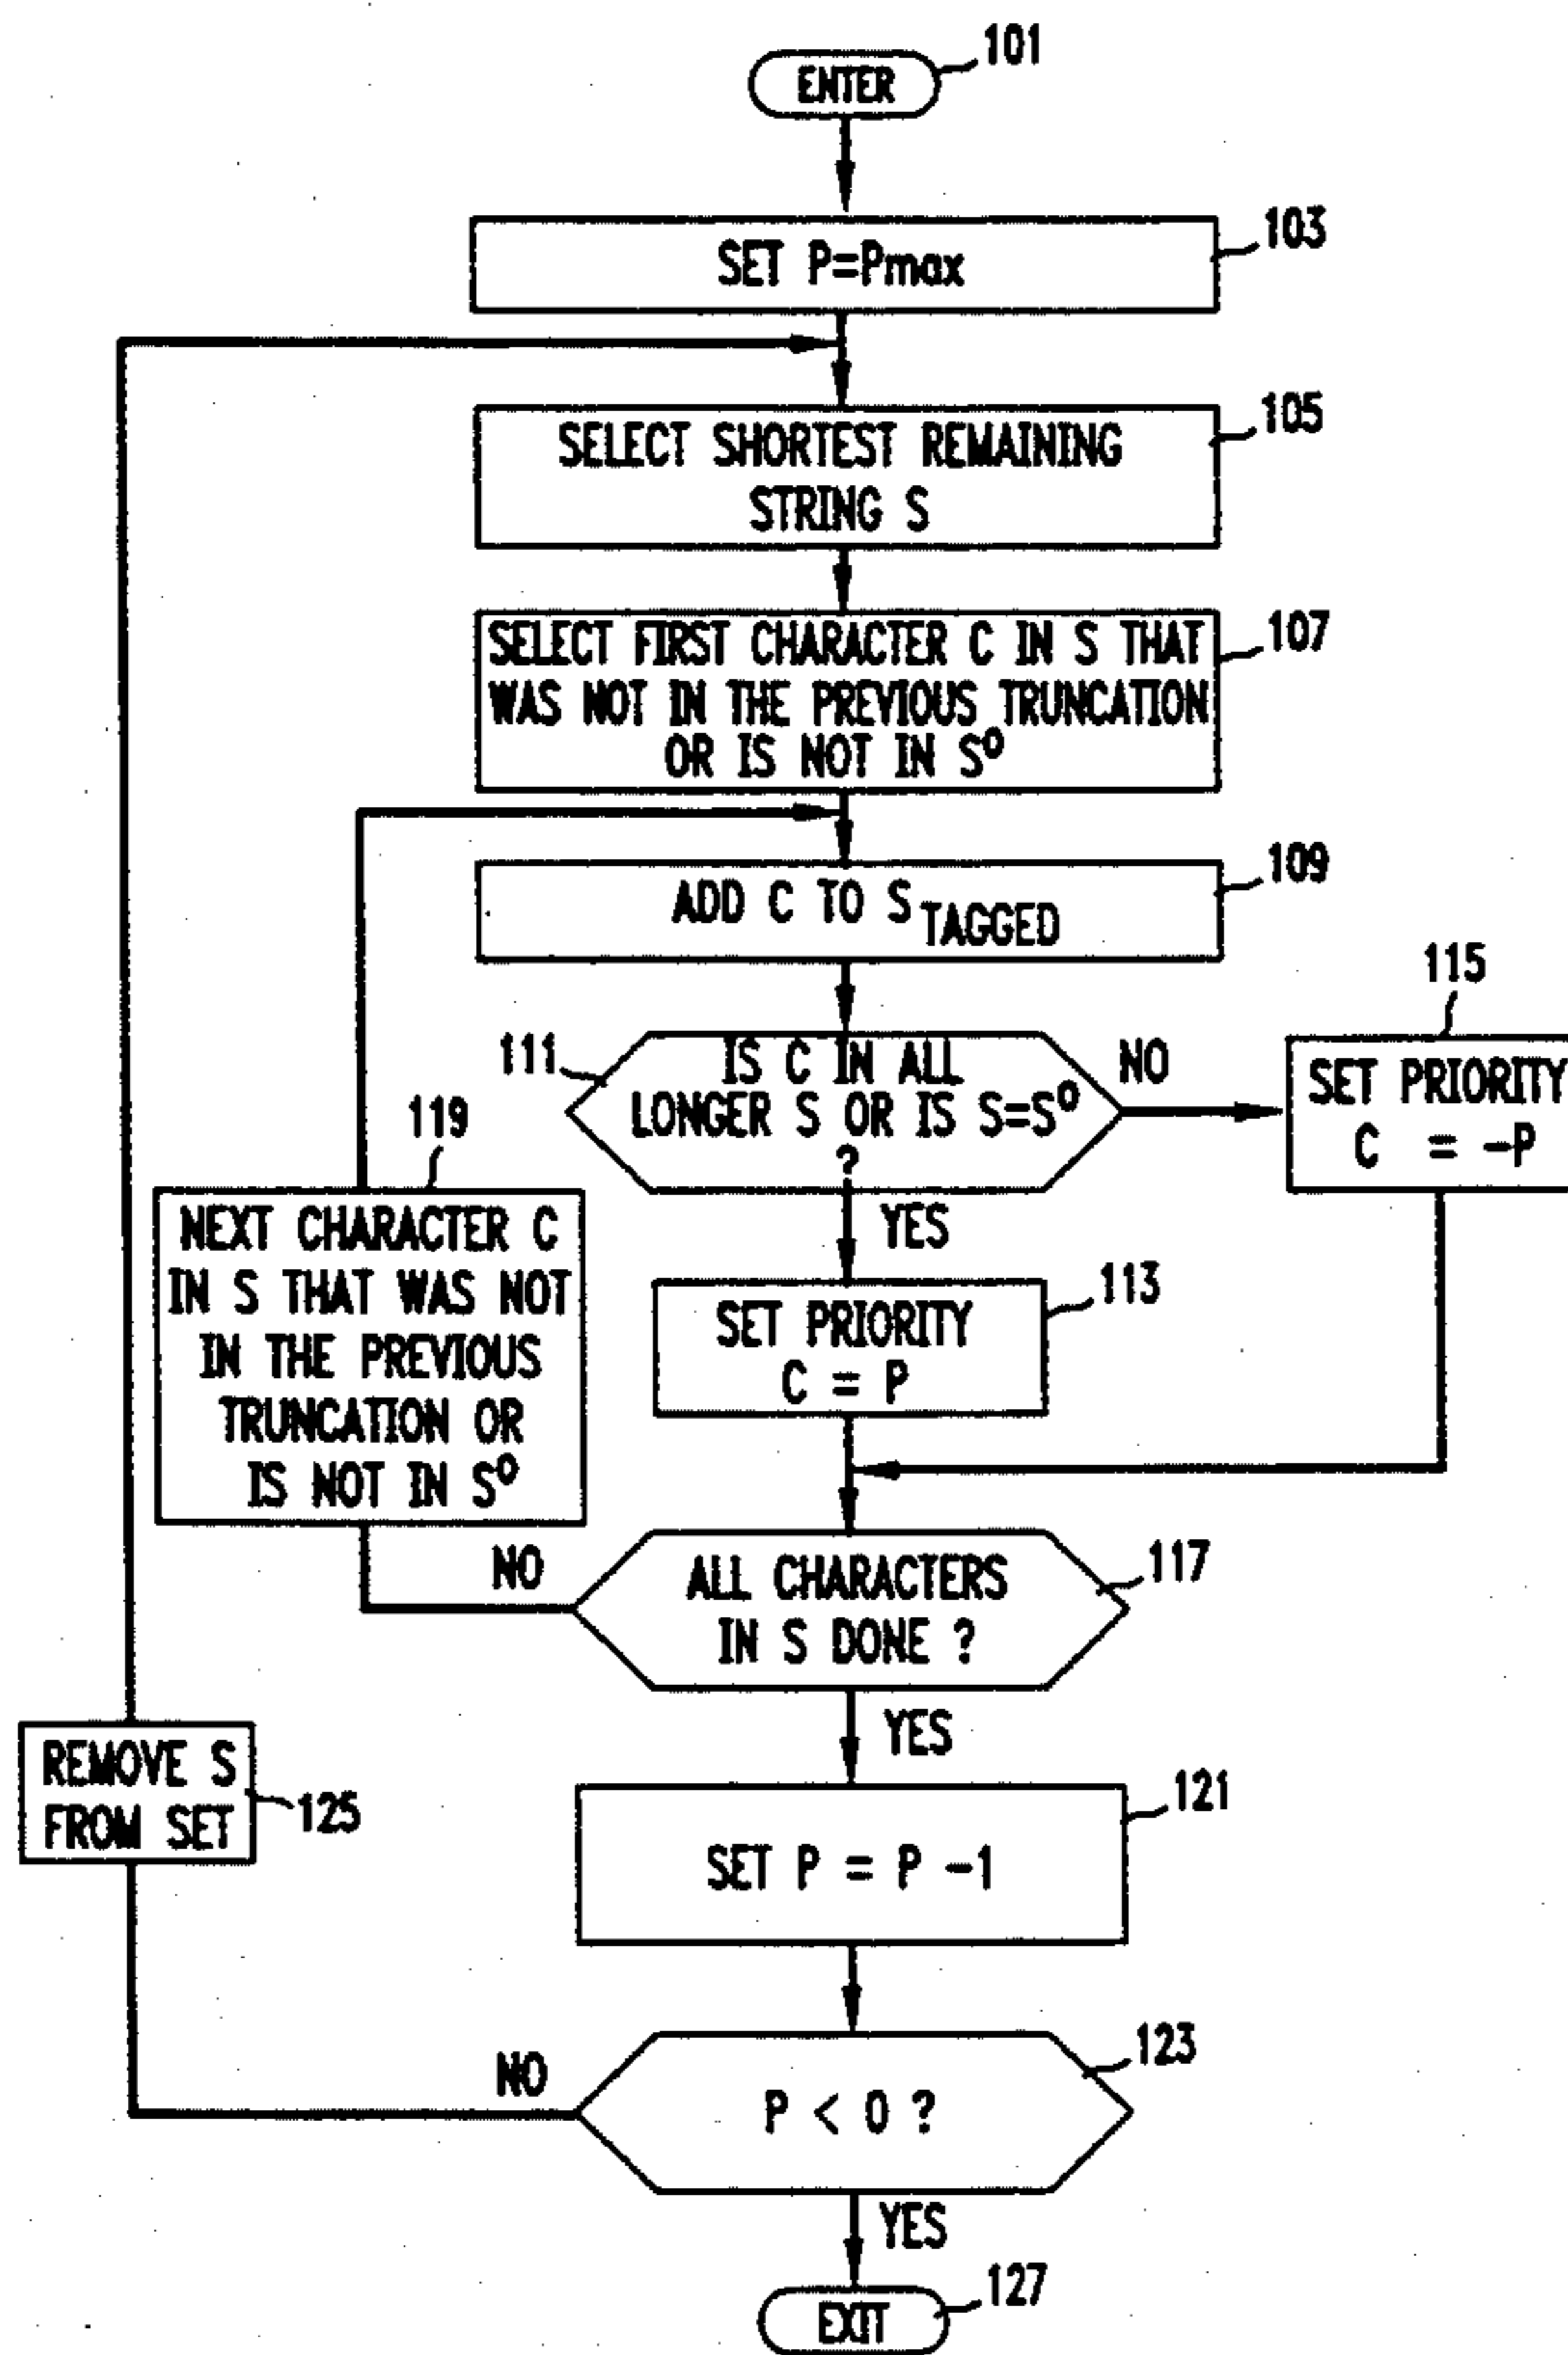 ENTER
101
SET P=Pmax
103
SELECT SHORTEST REMAINING
STRING S
105
SELECT FIRST CHARACTER C IN S THAT
WAS NOT IN THE PREVIOUS TRUNCATION
OR IS NOT IN S⁰
107
ADD C TO S TAGGED
109
111
IS C IN ALL
LONGER S OR IS S=S⁰
?
NO
115
SET PRIORITY
C = -P
YES
113
SET PRIORITY
C = P
119
NEXT CHARACTER C
IN S THAT WAS NOT
IN THE PREVIOUS
TRUNCATION OR
IS NOT IN S⁰
NO
ALL CHARACTERS
IN S DONE ?
117
YES
REMOVE S
FROM SET
125
SET P = P -1
121
NO
P < 0 ?
123
YES
EXIT
127